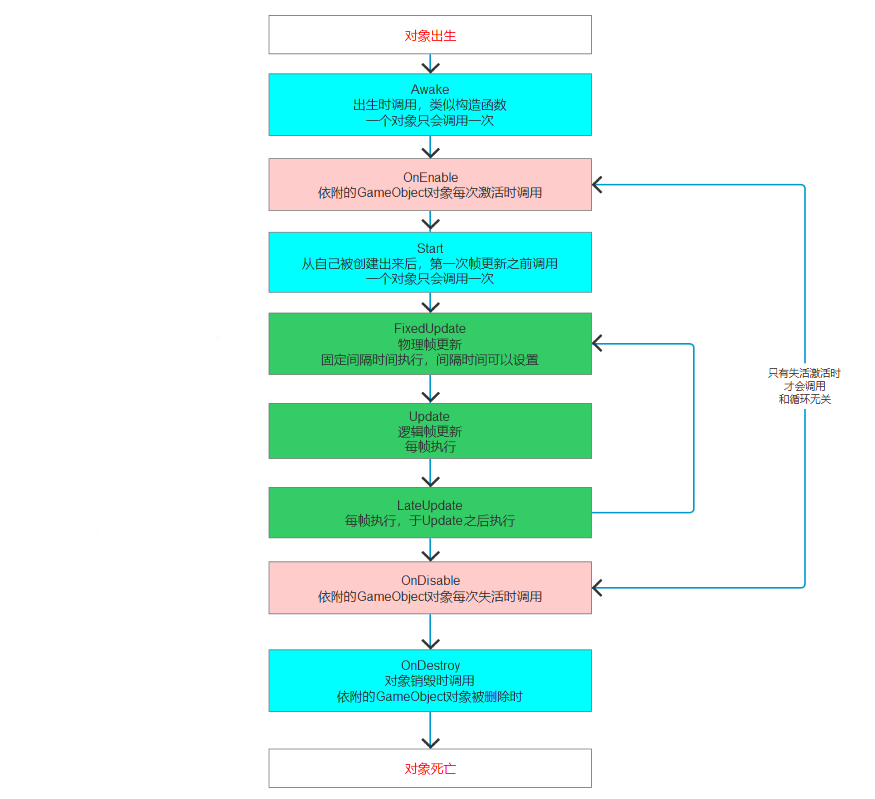 对象出生
Awake
出生时调用，类似构造函数
一个对象只会调用一次
OnEnable
依附的GameObject对象每次激活时调用
Start
从自己被创建出来后，第一次帧更新之前调用
一个对象只会调用一次
FixedUpdate
物理帧更新
固定间隔时间执行，间隔时间可以设置
只有失活激活时
才会调用
和循环无关
Update
逻辑帧更新
每帧执行
LateUpdate
每帧执行，于Update之后执行
OnDisable
依附的GameObject对象每次失活时调用
OnDestroy
对象销毁时调用
依附的GameObject对象被删除时
对象死亡